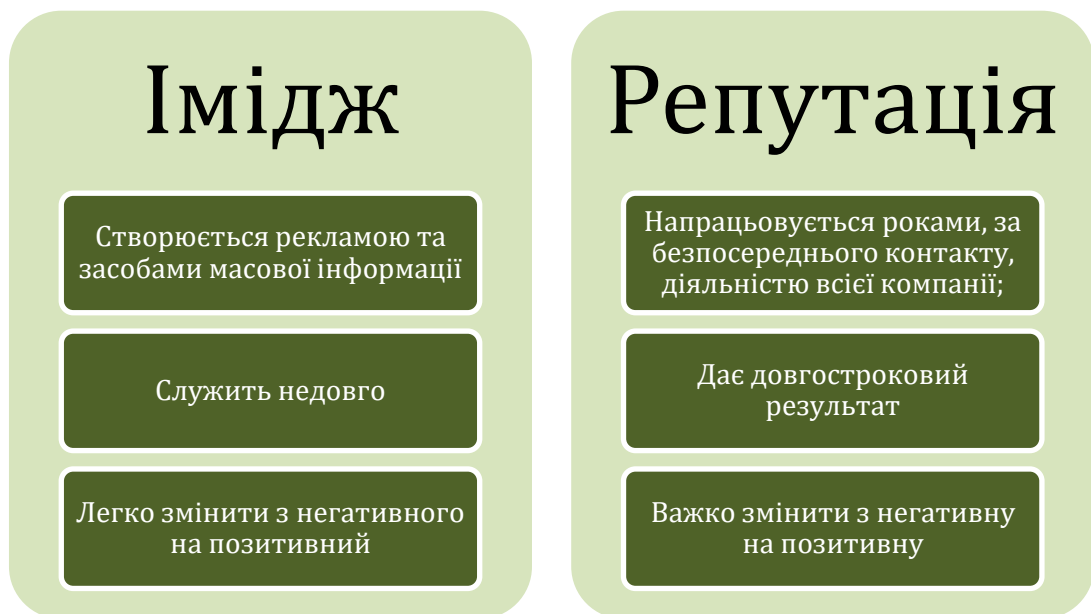 Імідж
Створюється рекламою та
засобами масової інформації
Служить недовго
Легко змінити з негативного
на позитивний
Репутація
Напрацьовується роками, за
безпосереднього контакту,
діяльністю всієї компанії;
Дає довгостроковий
результат
Важко змінити з негативну
на позитивну